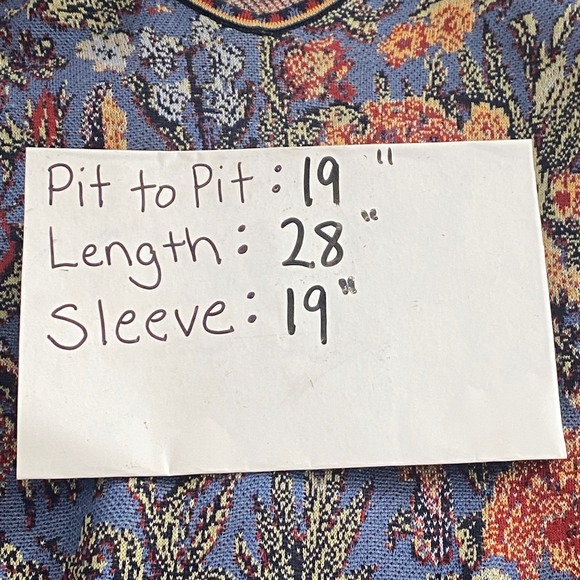 Pit to Pit: 19"
Length: 28"
Sleeve: 19"